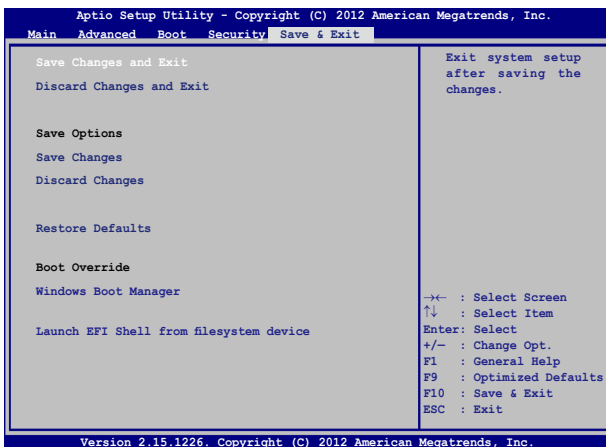 Aptio Setup Utility - Copyright (C) 2012 American Megatrends, Inc.
Main Advanced Boot Security Save & Exit
Save Changes and Exit
Discard Changes and Exit
Save Options
Save Changes
Discard Changes
Restore Defaults
Boot Override
Windows Boot Manager
Launch EFI Shell from filesystem device
Exit system setup
after saving the
changes.
→← : Select Screen
↑↓ : Select Item
Enter: Select
+/— : Change Opt.
F1 : General Help
F9 : Optimized Defaults
F10 : Save & Exit
ESC : Exit
Version 2.15.1226. Copyright (C) 2012 American Megatrends, Inc.